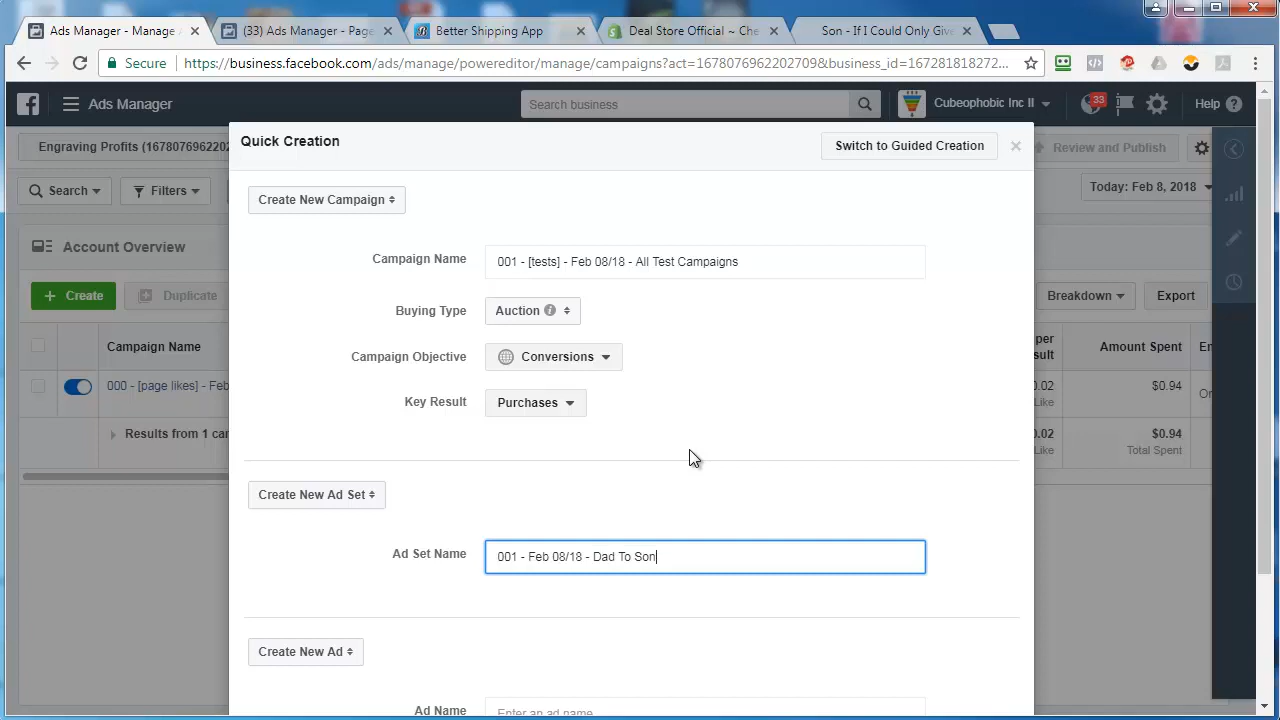 Ads Manager - Manage A
(33) Ads Manager - Page
Better Shipping App
Deal Store Official ~ Che
Son - If I Could Only Give
Secure
https://business.facebook.com/ads/manage/powereditor/manage/campaigns?act=1678076962202709&business_id=167281818272...
Ads Manager
Search business
Cubeophobic Inc II
33
Help
Engraving Profits (1678076962202
Review and Publish
Search
Filters
Today: Feb 8, 2018
Account Overview
Create
Duplicate
Breakdown
Export
Campaign Name
per
sult
Amount Spent
En
000 - [page likes] - Feb
0.02
Like
$0.94
On
Results from 1 can
0.02
Like
$0.94
Total Spent
Quick Creation
Switch to Guided Creation
Create New Campaign
Campaign Name
001 - [tests] - Feb 08/18 - All Test Campaigns
Buying Type
Auction
Campaign Objective
Conversions
Key Result
Purchases
Create New Ad Set
Ad Set Name
001 - Feb 08/18 - Dad To Son
Create New Ad
Ad Name
Enter an ad name